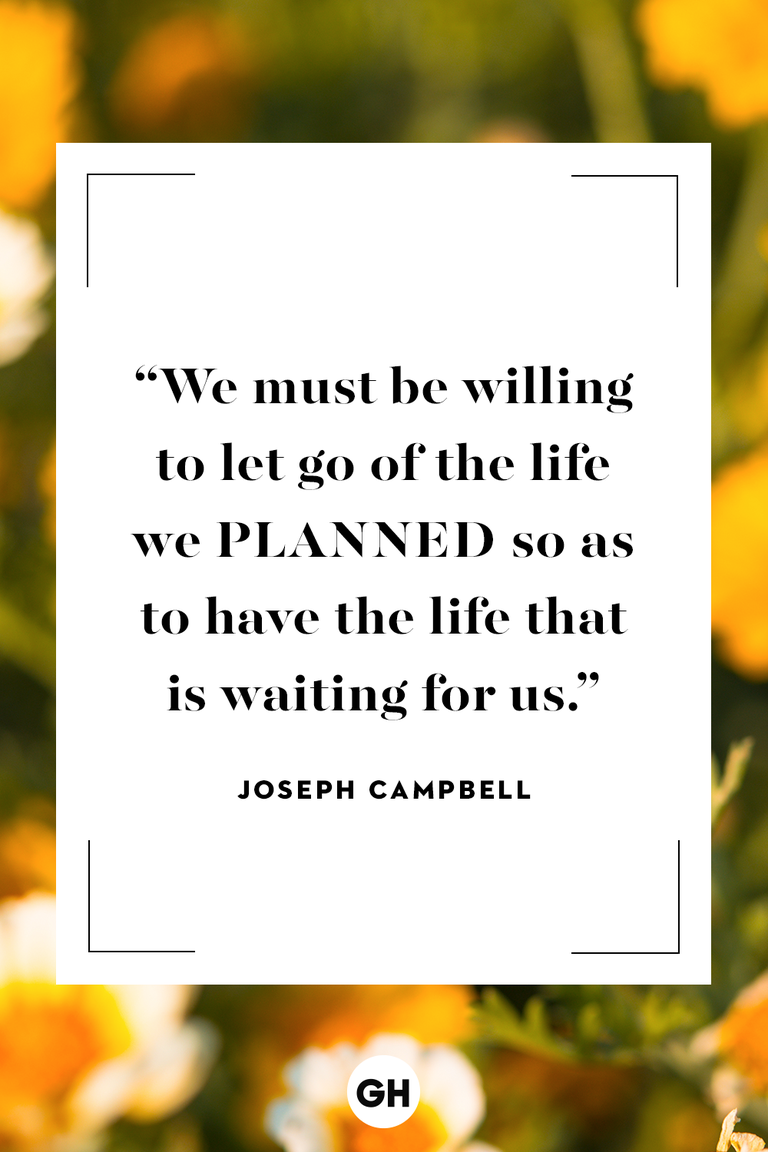 “We must be willing
to let go of the life
we PLANNED so as
to have the life that
is waiting for us.”
JOSEPH CAMPBELL
GH